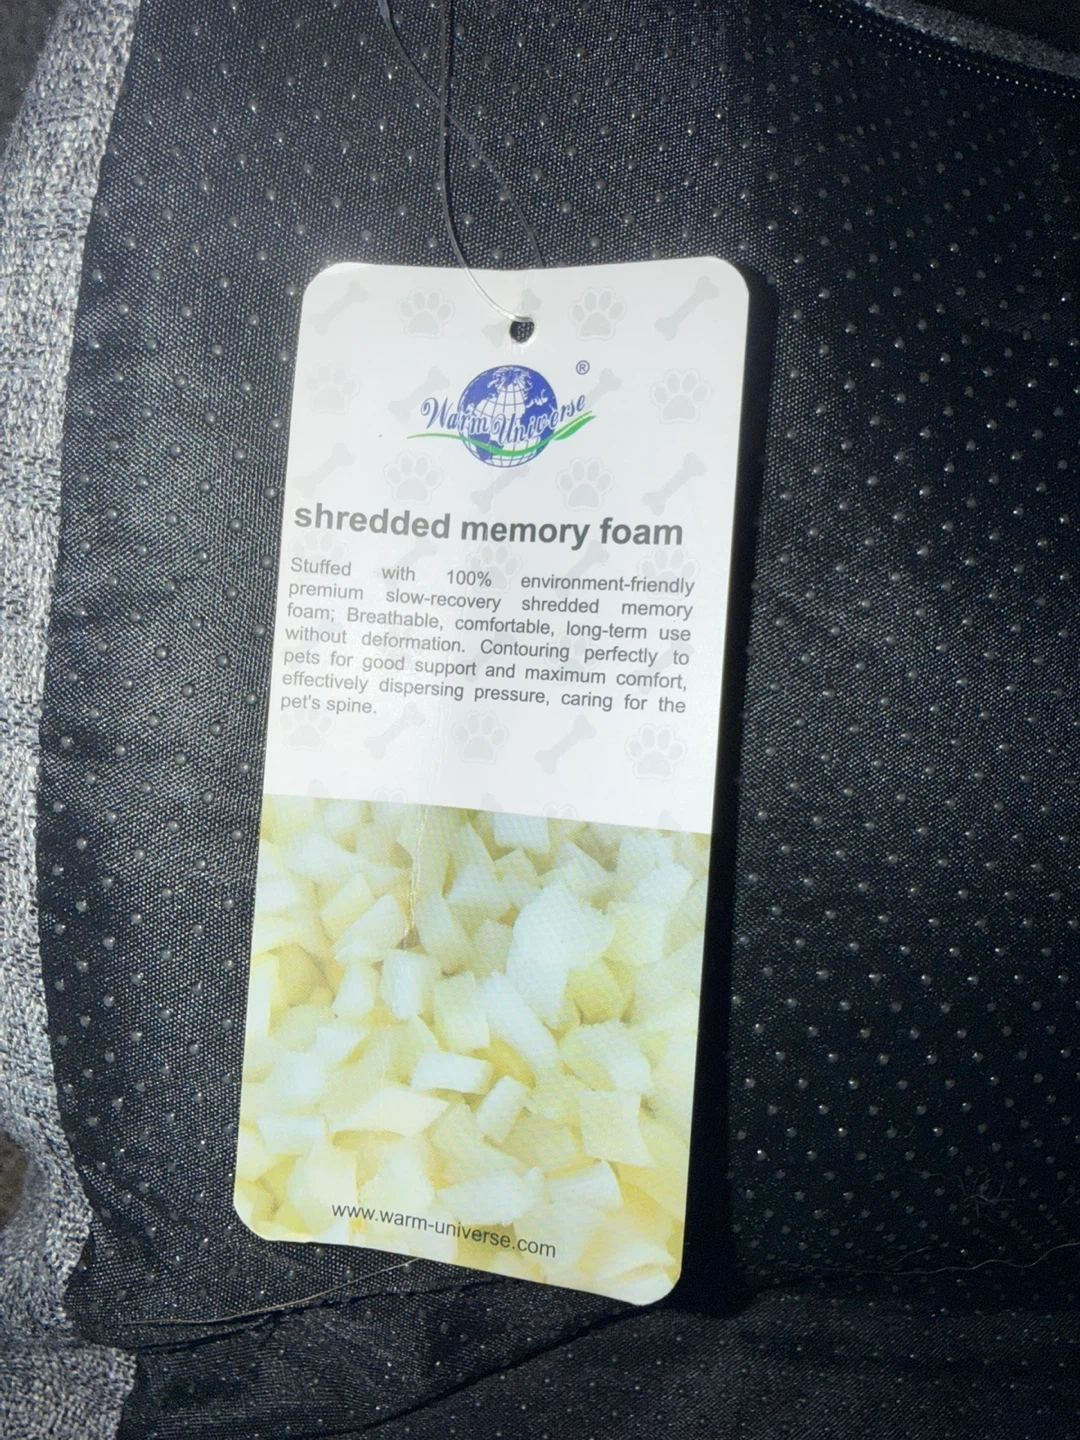 Warm Universe ®
shredded memory foam
Stuffed with 100% environment-friendly
premium slow-recovery shredded memory
foam; Breathable, comfortable, long-term use
without deformation. Contouring perfectly to
pets for good support and maximum comfort,
effectively dispersing pressure, caring for the
pet's spine.
www.warm-universe.com